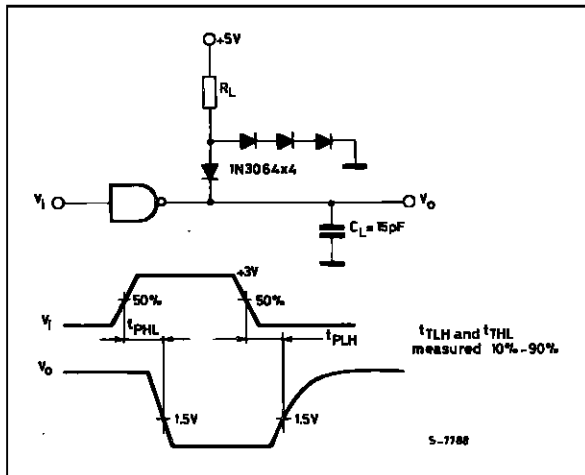 +5V
RL
1N3064x4
Vi
Vo
CL=15pF
+3V
50%
50%
VI
tPHL
tPLH
tTLH and tTHL
measured 10%-90%
Vo
1.5V
1.5V
S-7788